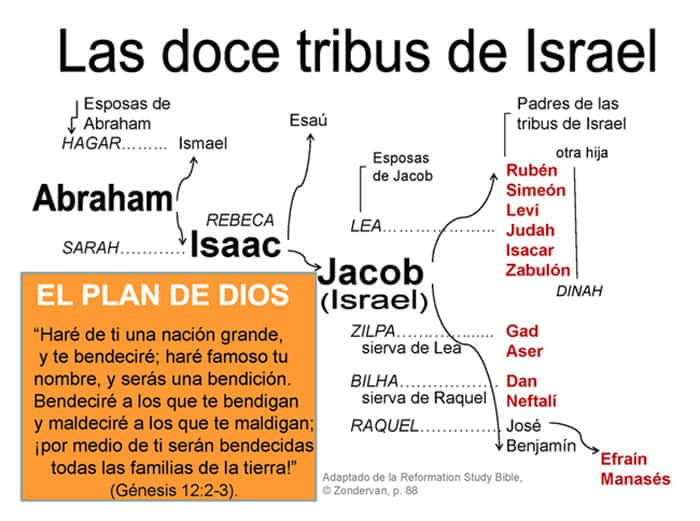 Las doce tribus de Israel
Esposas de
Abraham
HAGAR.........
Ismael
Abraham
SARAH............
REBECA
Isaac
Esaú
Jacob
(Israel)
Esposas
de Jacob
LEA........................
Padres de las
tribus de Israel
otra hija
Rubén
Simeón
Leví
Judah
Isacar
Zabulón
DINAH
ZILPA.....................
sierva de Lea
Gad
Aser
BILHA..................
sierva de Raquel
Dan
Neftalí
RAQUEL...............
José
Benjamín
Efraín
Manasés
EL PLAN DE DIOS
“Haré de ti una nación grande,
y te bendeciré; haré famoso tu
nombre, y serás una bendición.
Bendeciré a los que te bendigan
y maldeciré a los que te maldigan;
¡por medio de ti serán bendecidas
todas las familias de la tierra!”
(Génesis 12:2-3).
Adaptado de la Reformation Study Bible,
© Zondervan, p. 88